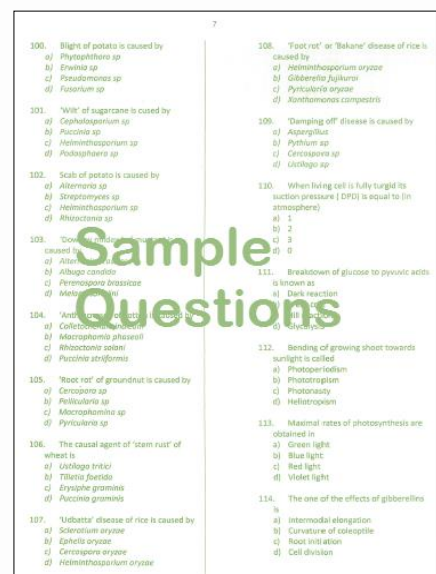 7
100. Blight of potato is caused by
a) Phytophthora sp
b) Erwinia sp
c) Pseudomonas sp
d) Fusarium sp
101. 'Wilt' of sugarcane is cused by
a) Cephalosporium sp
b) Puccinia sp
c) Helminthosporium sp
d) Podosphaera sp
102. Scab of potato is caused by
a) Alternaria sp
b) Streptomyces sp
c) Helminthosporium sp
d) Rhizoctonia sp
103.
caused by
a)
b) Albugo candida
c) Perenospora brassicae
d)
104. caused by
a)
b) Macrophomia phaseoli
c) Rhizoctonia solani
d) Puccinia striiformis
105. 'Root rot' of groundnut is caused by
a) Cercopora sp
b) Pellicularia sp
c) Macrophomina sp
d) Pyricularia sp
106. The causal agent of 'stem rust' of
wheat is
a) Ustilago tritici
b) Tilletia foetida
c) Erysiphe graminis
d) Puccinia graminis
107. 'Udbatta' disease of rice is caused by
a) Sclerotium oryzae
b) Ephelis oryzae
c) Cercospora oryzae
d) Helminthosporium oryzae
108. 'Foot rot' or 'Bakane' disease of rice is
caused by
a) Helminthosporium oryzae
b) Gibberella fujikuroi
c) Pyricularia oryzae
d) Xanthomonas campestris
109. 'Damping off' disease is caused by
a) Aspergillus
b) Pythium sp
c) Cercospova sp
d) Ustilago sp
110. When living cell is fully turgid its
suction pressure ( DPD) is equal to (in
atmosphere)
a) 1
b) 2
c) 3
d) 0
111. Breakdown of glucose to pyvuvic acids
is known as
a) Dark reaction
d) Glycolysis
112. Bending of growing shoot towards
sunlight is called
a) Photoperiodism
b) Phototropism
c) Photonasty
d) Heliotropism
113. Maximal rates of photosynthesis are
obtained in
a) Green light
b) Blue light
c) Red light
d) Violet light
114. The one of the effects of gibberellins
is
a) Intermodal elongation
b) Curvature of coleoptile
c) Root initiation
d) Cell division
Sample
Questions